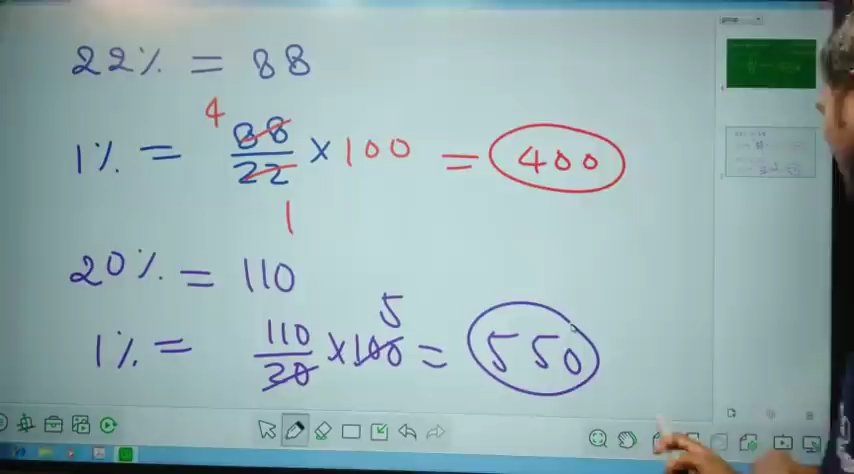 22% = 88
4
1% = 88/22 × 100 = 400
1
20% = 110
5
1% = 110/20 × 100 = 550